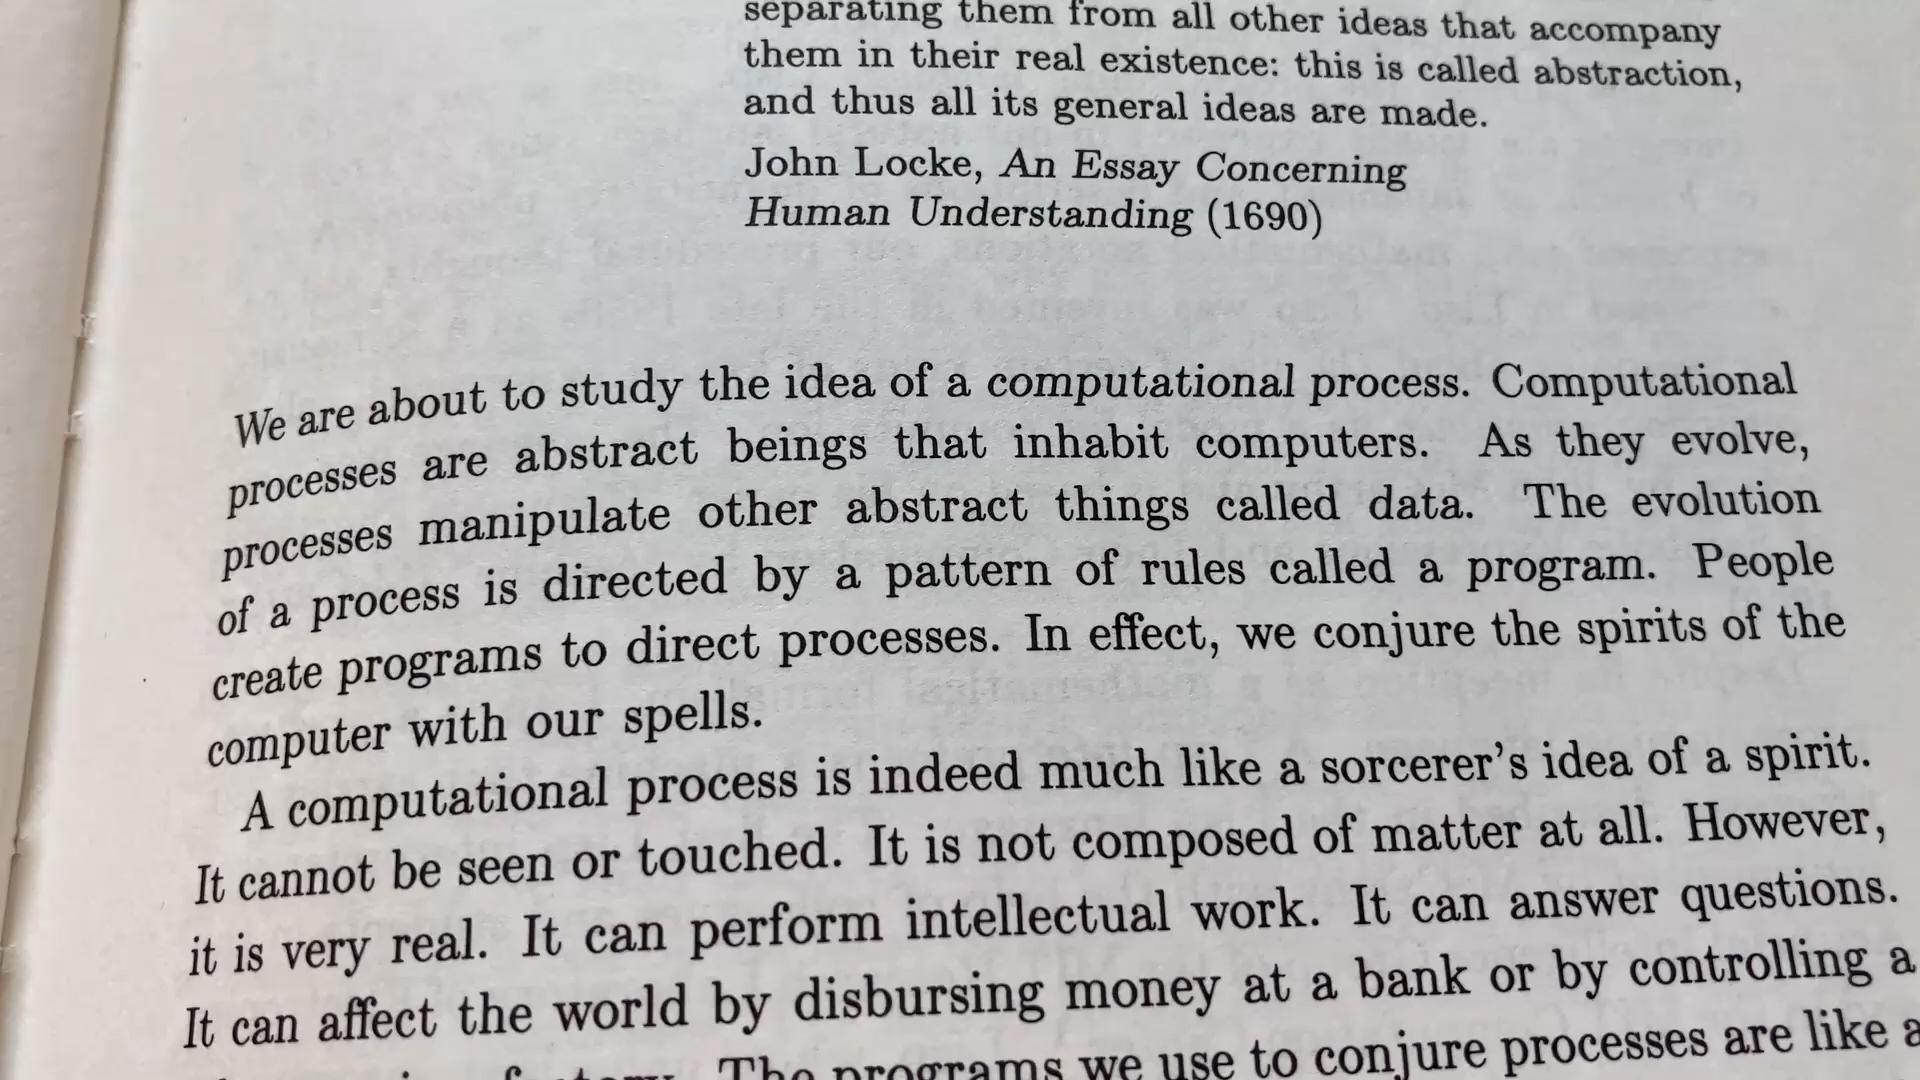 separating them from all other ideas that accompany
them in their real existence: this is called abstraction,
and thus all its general ideas are made.
John Locke, An Essay Concerning
Human Understanding (1690)
We are about to study the idea of a computational process. Computational
processes are abstract beings that inhabit computers. As they evolve,
processes manipulate other abstract things called data. The evolution
of a process is directed by a pattern of rules called a program. People
create programs to direct processes. In effect, we conjure the spirits of the
computer with our spells.
A computational process is indeed much like a sorcerer's idea of a spirit.
It cannot be seen or touched. It is not composed of matter at all. However,
it is very real. It can perform intellectual work. It can answer questions.
It can affect the world by disbursing money at a bank or by controlling a
The programs we use to conjure processes are like a